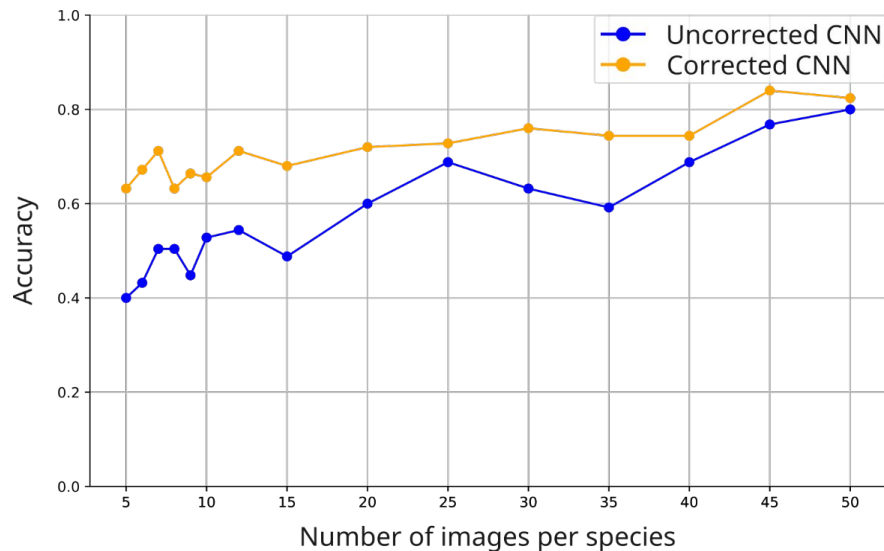 1.0
Uncorrected CNN
Corrected CNN
0.8
0.6
Accuracy
0.4
0.2
0.0
5 10 15 20 25 30 35 40 45 50
Number of images per species